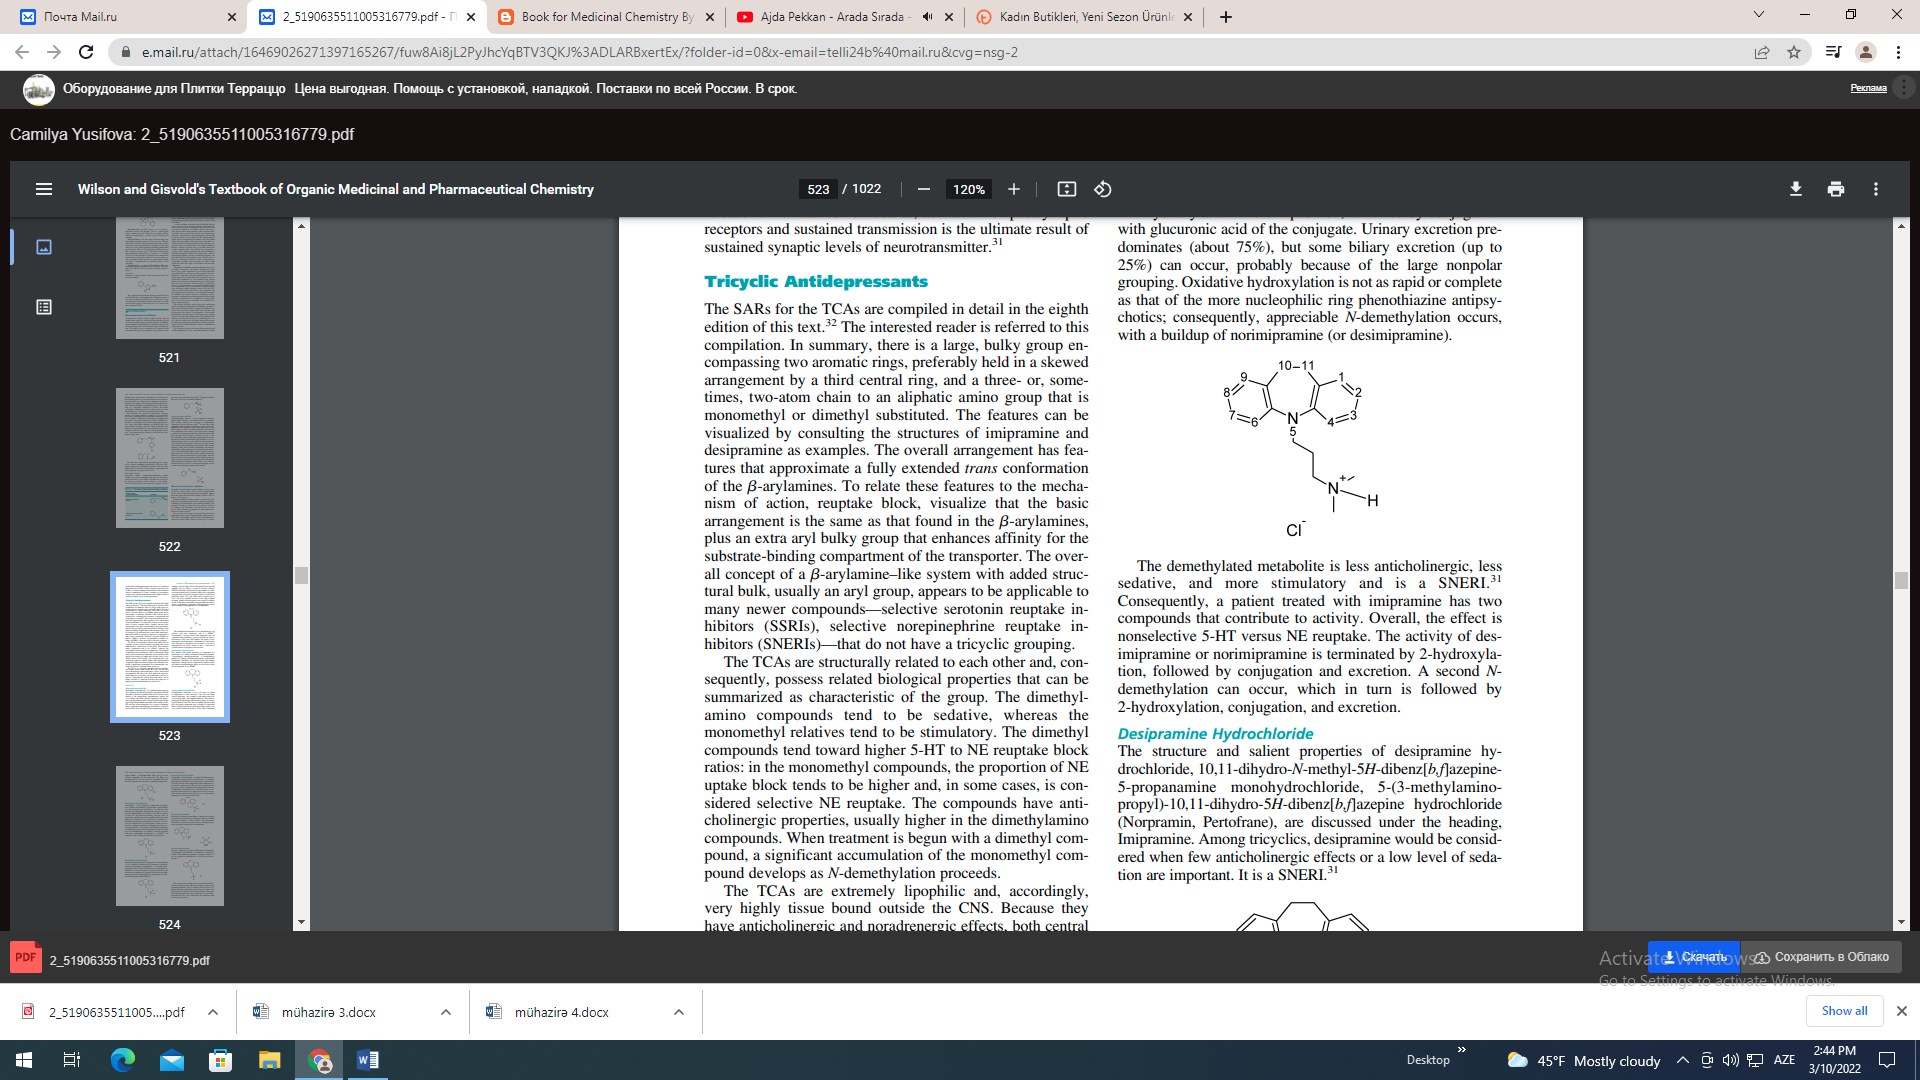 Почта Mail.ru
2_5190635511005316779.pdf - П
Book for Medicinal Chemistry By
Ajda Pekkan - Arada Sırada -
Kadın Butikleri, Yeni Sezon Ürünle
e.mail.ru/attach/16469026271397165267/fuw8Ai8jL2PyJhcYqBTV3QKJ%3ADLARBxertEx/?folder-id=0&x-email=telli24b%40mail.ru&cvg=nsg-2
Оборудование для Плитки Терраццо Цена выгодная. Помощь с установкой, наладкой. Поставки по всей России. В срок.
Реклама
Camilya Yusifova: 2_5190635511005316779.pdf
Wilson and Gisvold's Textbook of Organic Medicinal and Pharmaceutical Chemistry
523 / 1022
120%
521
522
523
524
receptors and sustained transmission is the ultimate result of
sustained synaptic levels of neurotransmitter.31
Tricyclic Antidepressants
The SARs for the TCAs are compiled in detail in the eighth
edition of this text.32 The interested reader is referred to this
compilation. In summary, there is a large, bulky group en-
compassing two aromatic rings, preferably held in a skewed
arrangement by a third central ring, and a three- or, some-
times, two-atom chain to an aliphatic amino group that is
monomethyl or dimethyl substituted. The features can be
visualized by consulting the structures of imipramine and
desipramine as examples. The overall arrangement has fea-
tures that approximate a fully extended trans conformation
of the β-arylamines. To relate these features to the mecha-
nism of action, reuptake block, visualize that the basic
arrangement is the same as that found in the β-arylamines,
plus an extra aryl bulky group that enhances affinity for the
substrate-binding compartment of the transporter. The over-
all concept of a β-arylamine–like system with added struc-
tural bulk, usually an aryl group, appears to be applicable to
many newer compounds—selective serotonin reuptake in-
hibitors (SSRIs), selective norepinephrine reuptake in-
hibitors (SNERIs)—that do not have a tricyclic grouping.
The TCAs are structurally related to each other and, con-
sequently, possess related biological properties that can be
summarized as characteristic of the group. The dimethyl-
amino compounds tend to be sedative, whereas the
monomethyl relatives tend to be stimulatory. The dimethyl
compounds tend toward higher 5-HT to NE reuptake block
ratios: in the monomethyl compounds, the proportion of NE
uptake block tends to be higher and, in some cases, is con-
sidered selective NE reuptake. The compounds have anti-
cholinergic properties, usually higher in the dimethylamino
compounds. When treatment is begun with a dimethyl com-
pound, a significant accumulation of the monomethyl com-
pound develops as N-demethylation proceeds.
The TCAs are extremely lipophilic and, accordingly,
very highly tissue bound outside the CNS. Because they
have anticholinergic and noradrenergic effects, both central
with glucuronic acid of the conjugate. Urinary excretion pre-
dominates (about 75%), but some biliary excretion (up to
25%) can occur, probably because of the large nonpolar
grouping. Oxidative hydroxylation is not as rapid or complete
as that of the more nucleophilic ring phenothiazine antipsy-
chotics; consequently, appreciable N-demethylation occurs,
with a buildup of norimipramine (or desimipramine).
10 11
9 1
8 2
7 3
6 4
N
5
N +
H
Cl-
The demethylated metabolite is less anticholinergic, less
sedative, and more stimulatory and is a SNERI.31
Consequently, a patient treated with imipramine has two
compounds that contribute to activity. Overall, the effect is
nonselective 5-HT versus NE reuptake. The activity of des-
imipramine or norimipramine is terminated by 2-hydroxyla-
tion, followed by conjugation and excretion. A second N-
demethylation can occur, which in turn is followed by
2-hydroxylation, conjugation, and excretion.
Desipramine Hydrochloride
The structure and salient properties of desipramine hy-
drochloride, 10,11-dihydro-N-methyl-5H-dibenz[b,f]azepine-
5-propanamine monohydrochloride, 5-(3-methylamino-
propyl)-10,11-dihydro-5H-dibenz[b,f]azepine hydrochloride
(Norpramin, Pertofrane), are discussed under the heading,
Imipramine. Among tricyclics, desipramine would be consid-
ered when few anticholinergic effects or a low level of seda-
tion are important. It is a SNERI.31
PDF
2_5190635511005316779.pdf
Скачать
Сохранить в Облако
Activate Windows
Go to Settings to activate Windows.
2_5190635511005....pdf
mühazirə 3.docx
mühazirə 4.docx
Show all
Desktop
45°F Mostly cloudy
AZE
2:44 PM
3/10/2022